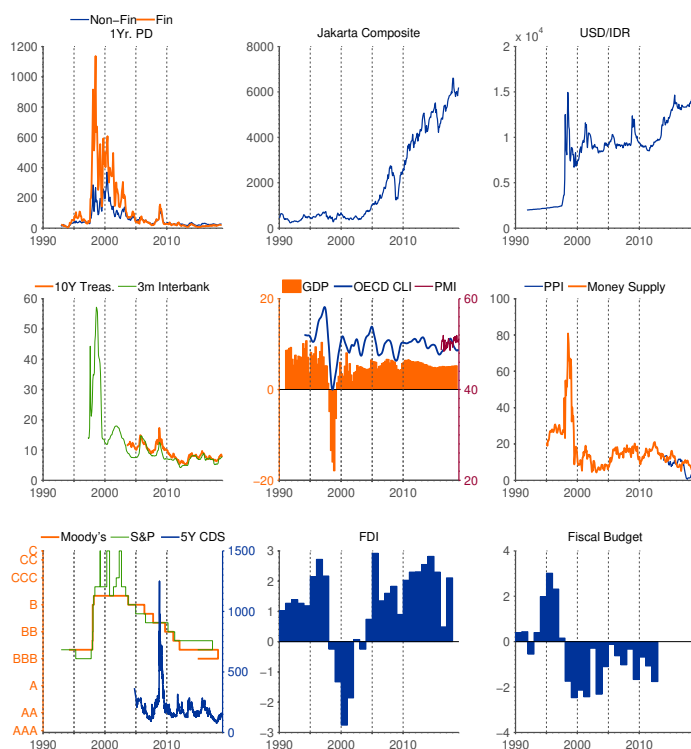 Non−Fin Fin
1Yr. PD
1200
1000
800
600
400
200
0
1990 2000 2010
Jakarta Composite
8000
6000
4000
2000
0
1990 2000 2010
USD/IDR
2 x 10^4
1.5
1
0.5
0
1990 2000 2010
10Y Treas. 3m Interbank
60
50
40
30
20
10
0
1990 2000 2010
GDP OECD CLI PMI
20 60
0 40
−20 20
1990 2000 2010
PPI Money Supply
100
80
60
40
20
0
1990 2000 2010
Moody's S&P 5Y CDS
C 1500
CC
CCC
B 1000
BB
BBB 500
A
AA
AAA 0
1990 2000 2010
FDI
3
2
1
0
−1
−2
−3
1990 2000 2010
Fiscal Budget
4
2
0
−2
−4
1990 2000 2010